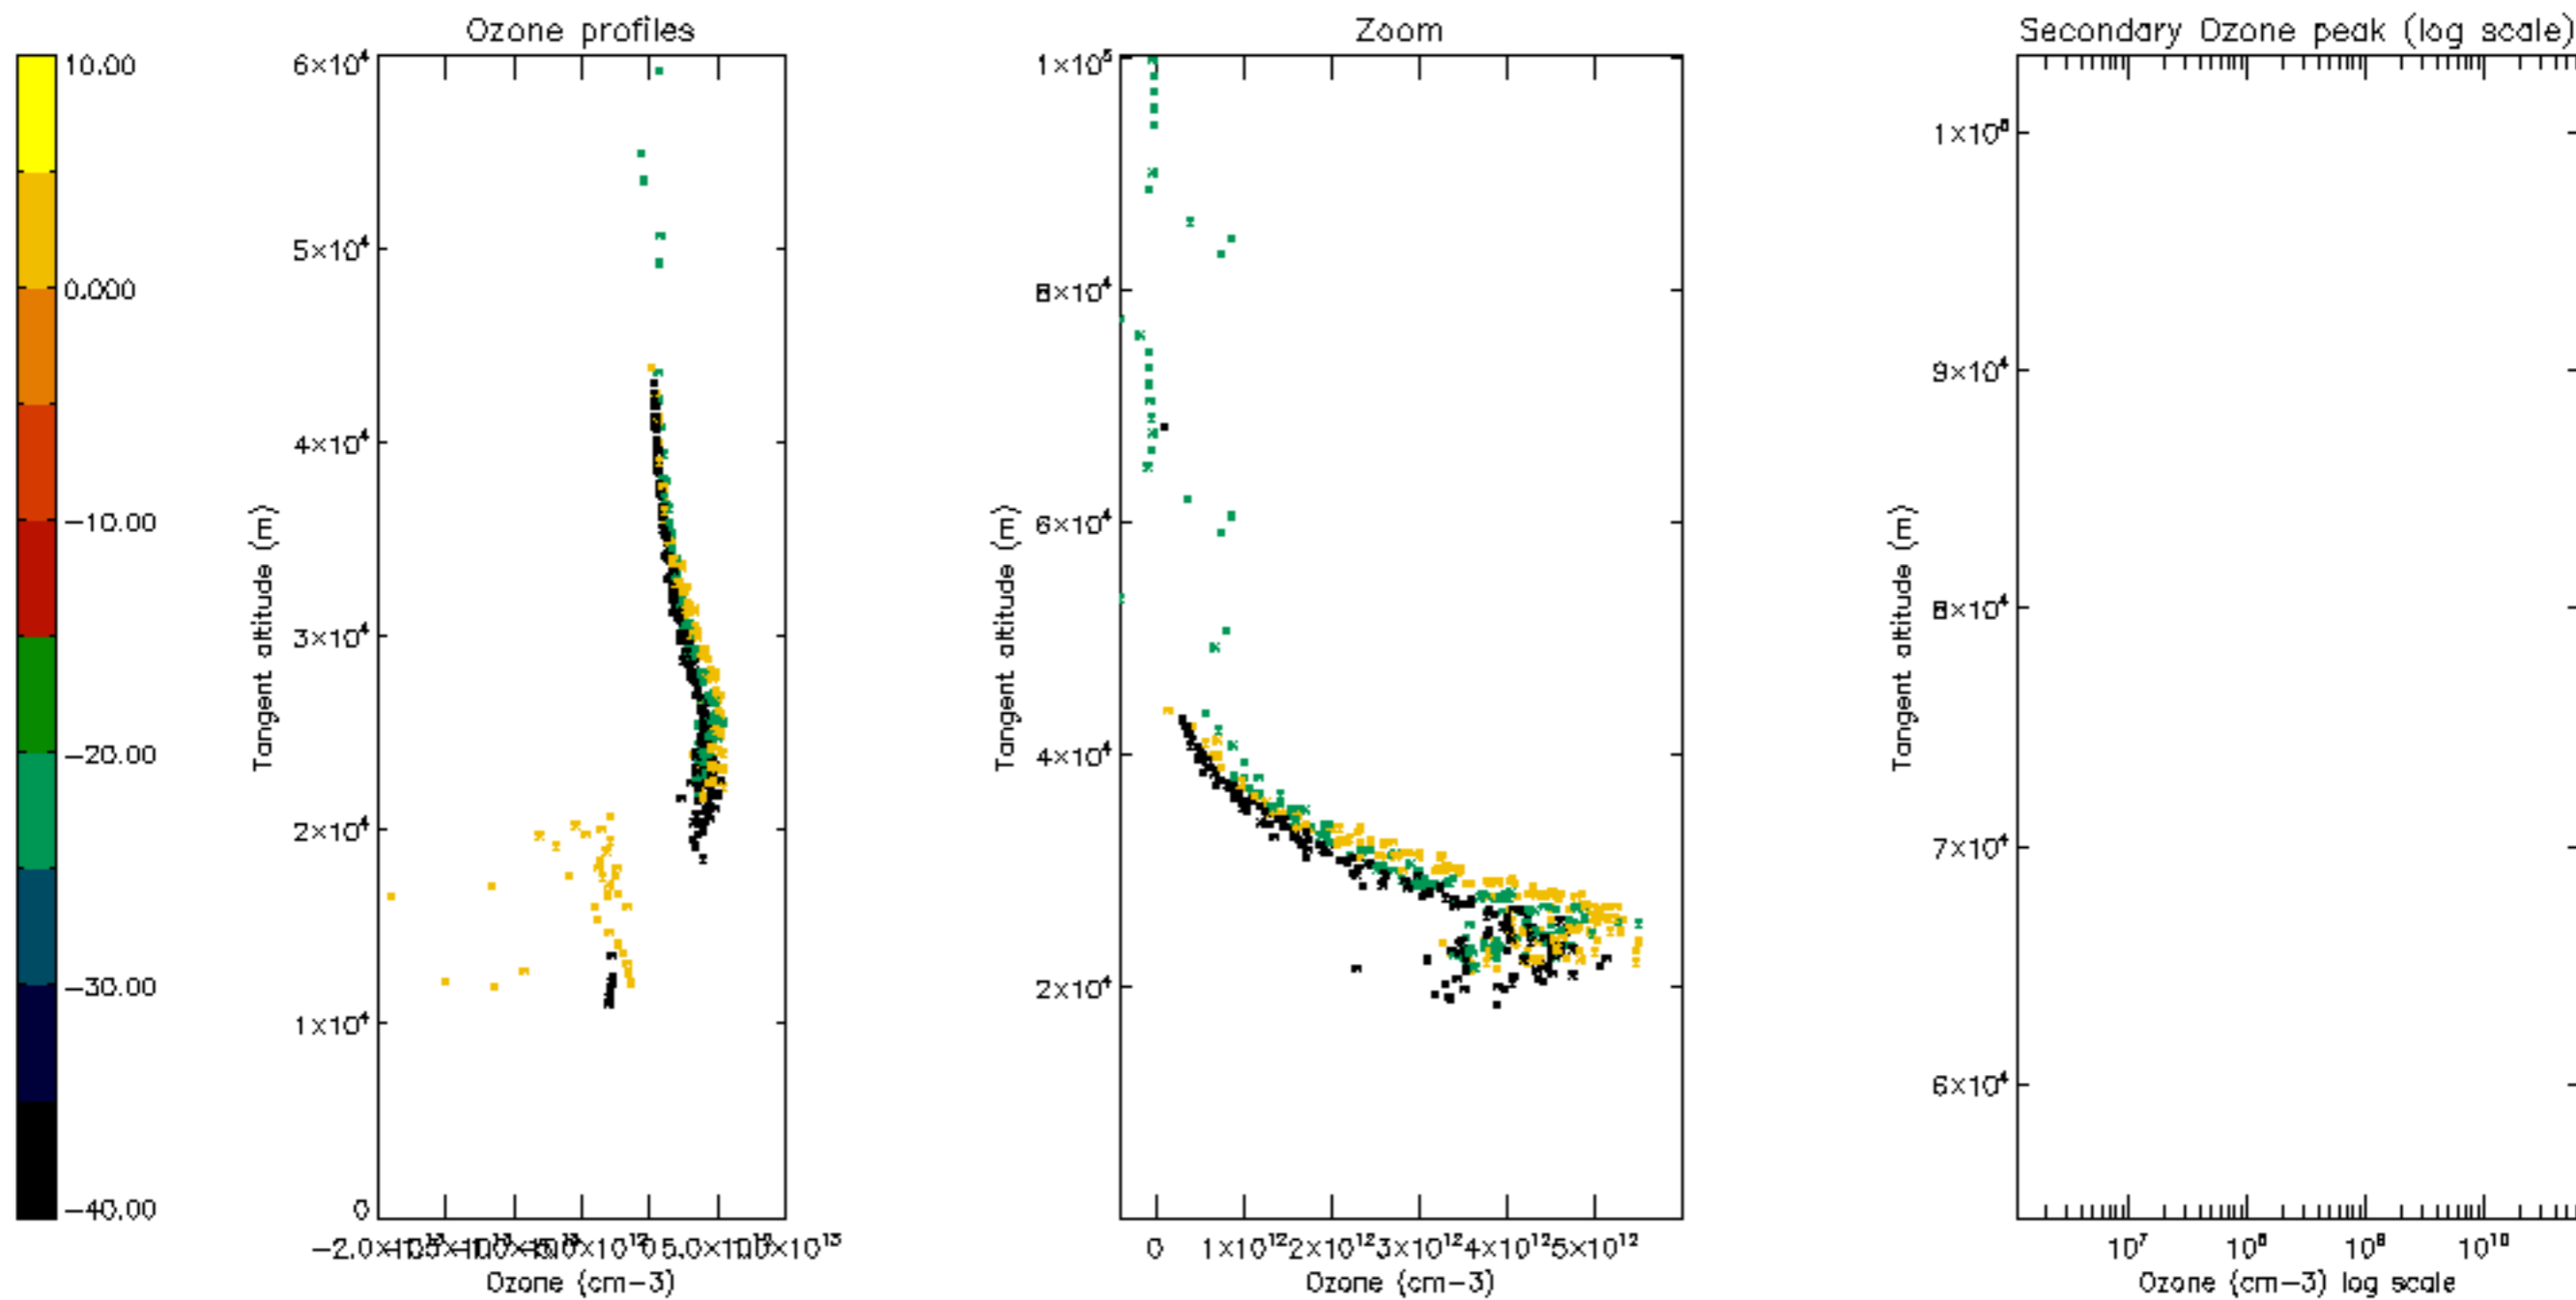 Ozone profiles
Zoom
Secondary Ozone peak (log scale)
10.00
0.000
−10.00
−20.00
−30.00
−40.00
6×10⁴
5×10⁴
4×10⁴
3×10⁴
2×10⁴
1×10⁴
0
Tangent altitude (m)
Ozone (cm−3)
1×10⁵
8×10⁴
6×10⁴
4×10⁴
2×10⁴
Tangent altitude (m)
0 1×10¹² 2×10¹² 3×10¹² 4×10¹² 5×10¹²
Ozone (cm−3)
9×10⁴
8×10⁴
7×10⁴
6×10⁴
Tangent altitude (m)
10⁷ 10⁸ 10⁹ 10¹⁰
Ozone (cm−3) log scale